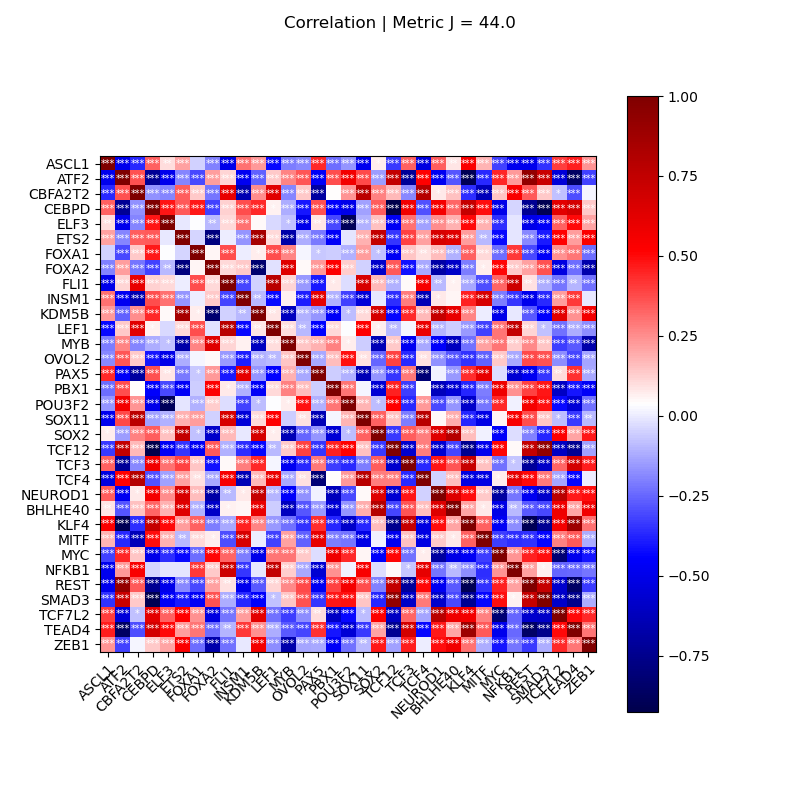 Correlation | Metric J = 44.0
ASCL1
ATF2
CBFA2T2
CEBPD
ELF3
ETS2
FOXA1
FOXA2
FLI1
INSM1
KDM5B
LEF1
MYB
OVOL2
PAX5
PBX1
POU3F2
SOX11
SOX2
TCF12
TCF3
TCF4
NEUROD1
BHLHE40
KLF4
MITF
MYC
NFKB1
REST
SMAD3
TCF7L2
TEAD4
ZEB1
ASCL1
ATF2
CBFA2T2
CEBPD
ELF3
ETS2
FOXA1
FOXA2
FLI1
INSM1
KDM5B
LEF1
MYB
OVOL2
PAX5
PBX1
POU3F2
SOX11
SOX2
TCF12
TCF3
TCF4
NEUROD1
BHLHE40
KLF4
MITF
MYC
NFKB1
REST
SMAD3
TCF7L2
TEAD4
ZEB1
1.00
0.75
0.50
0.25
0.00
−0.25
−0.50
−0.75